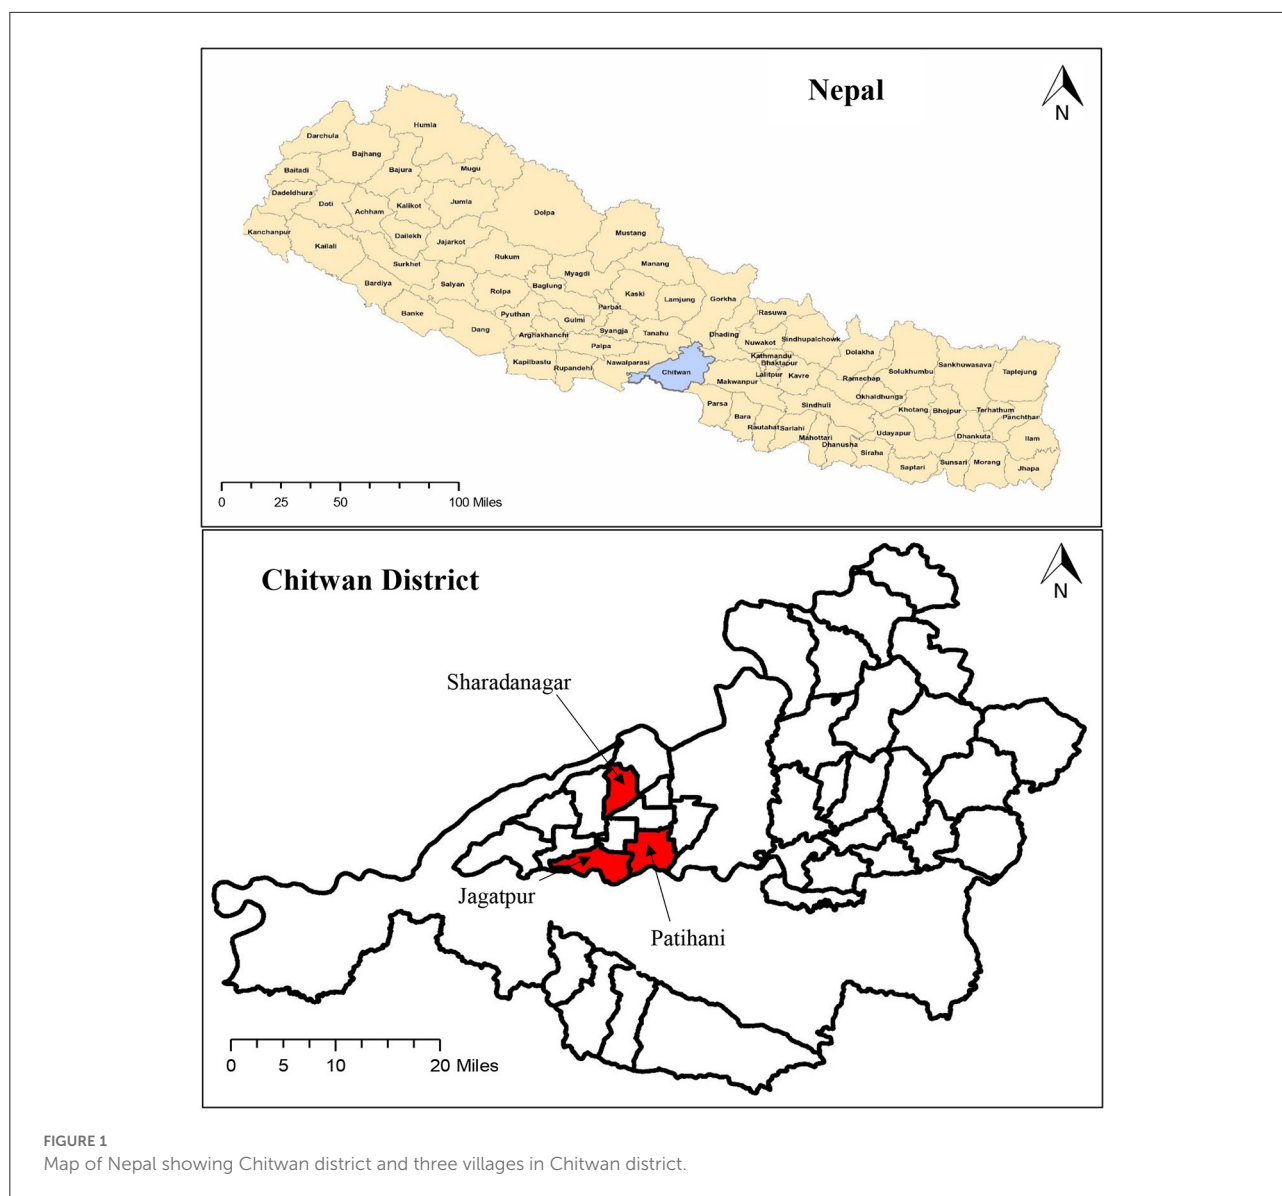 Nepal
N
Humla
Darchula
Bajhang
Bajura
Mugu
Baitadi
Dadeldhura
Doti
Achham
Kalikot
Jumla
Dolpa
Kanchanpur
Kailali
Dailekh
Jajarkot
Mustang
Rukum
Surkhet
Manang
Myagdi
Bardiya
Salyan
Rolpa
Baglung
Kaski
Lamjung
Gorkha
Parbat
Banke
Pyuthan
Gulmi
Rasuwa
Dang
Arghakhanchi
Syangja
Tanahu
Dhading
Nuwakot
Sindhupalchowk
Palpa
Dolakha
Kathmandu
Bhaktapur
Kapilbastu
Rupandehi
Nawalparasi
Chitwan
Lalitpur
Kavre
Makwanpur
Ramechap
Solukhumbu
Sankhuwasava
Taplejung
Okhaldhunga
Parsa
Bara
Sindhuli
Khotang
Bhojpur
Terhathum
Panchthar
Rautahat
Sarlahi
Mahottari
Dhanusha
Udayapur
Dhankuta
Ilam
Siraha
Saptari
Sunsari
Morang
Jhapa
0 25 50 100 Miles
Chitwan District
N
Sharadanagar
Jagatpur
Patihani
0 5 10 20 Miles
FIGURE 1
Map of Nepal showing Chitwan district and three villages in Chitwan district.